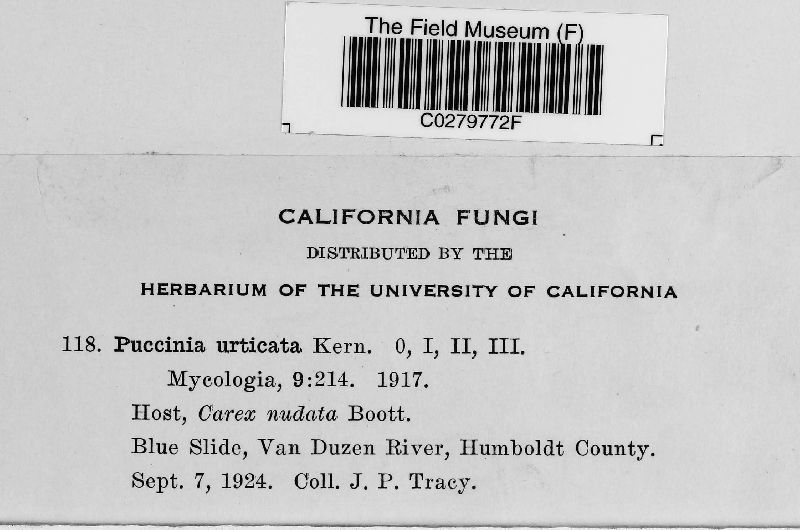 The Field Museum (F)
C0279772F
CALIFORNIA FUNGI
DISTRIBUTED BY THE
HERBARIUM OF THE UNIVERSITY OF CALIFORNIA
118. Puccinia urticata Kern. 0, I, II, III.
Mycologia, 9:214. 1917.
Host, Carex nudata Boott.
Blue Slide, Van Duzen River, Humboldt County.
Sept. 7, 1924. Coll. J. P. Tracy.